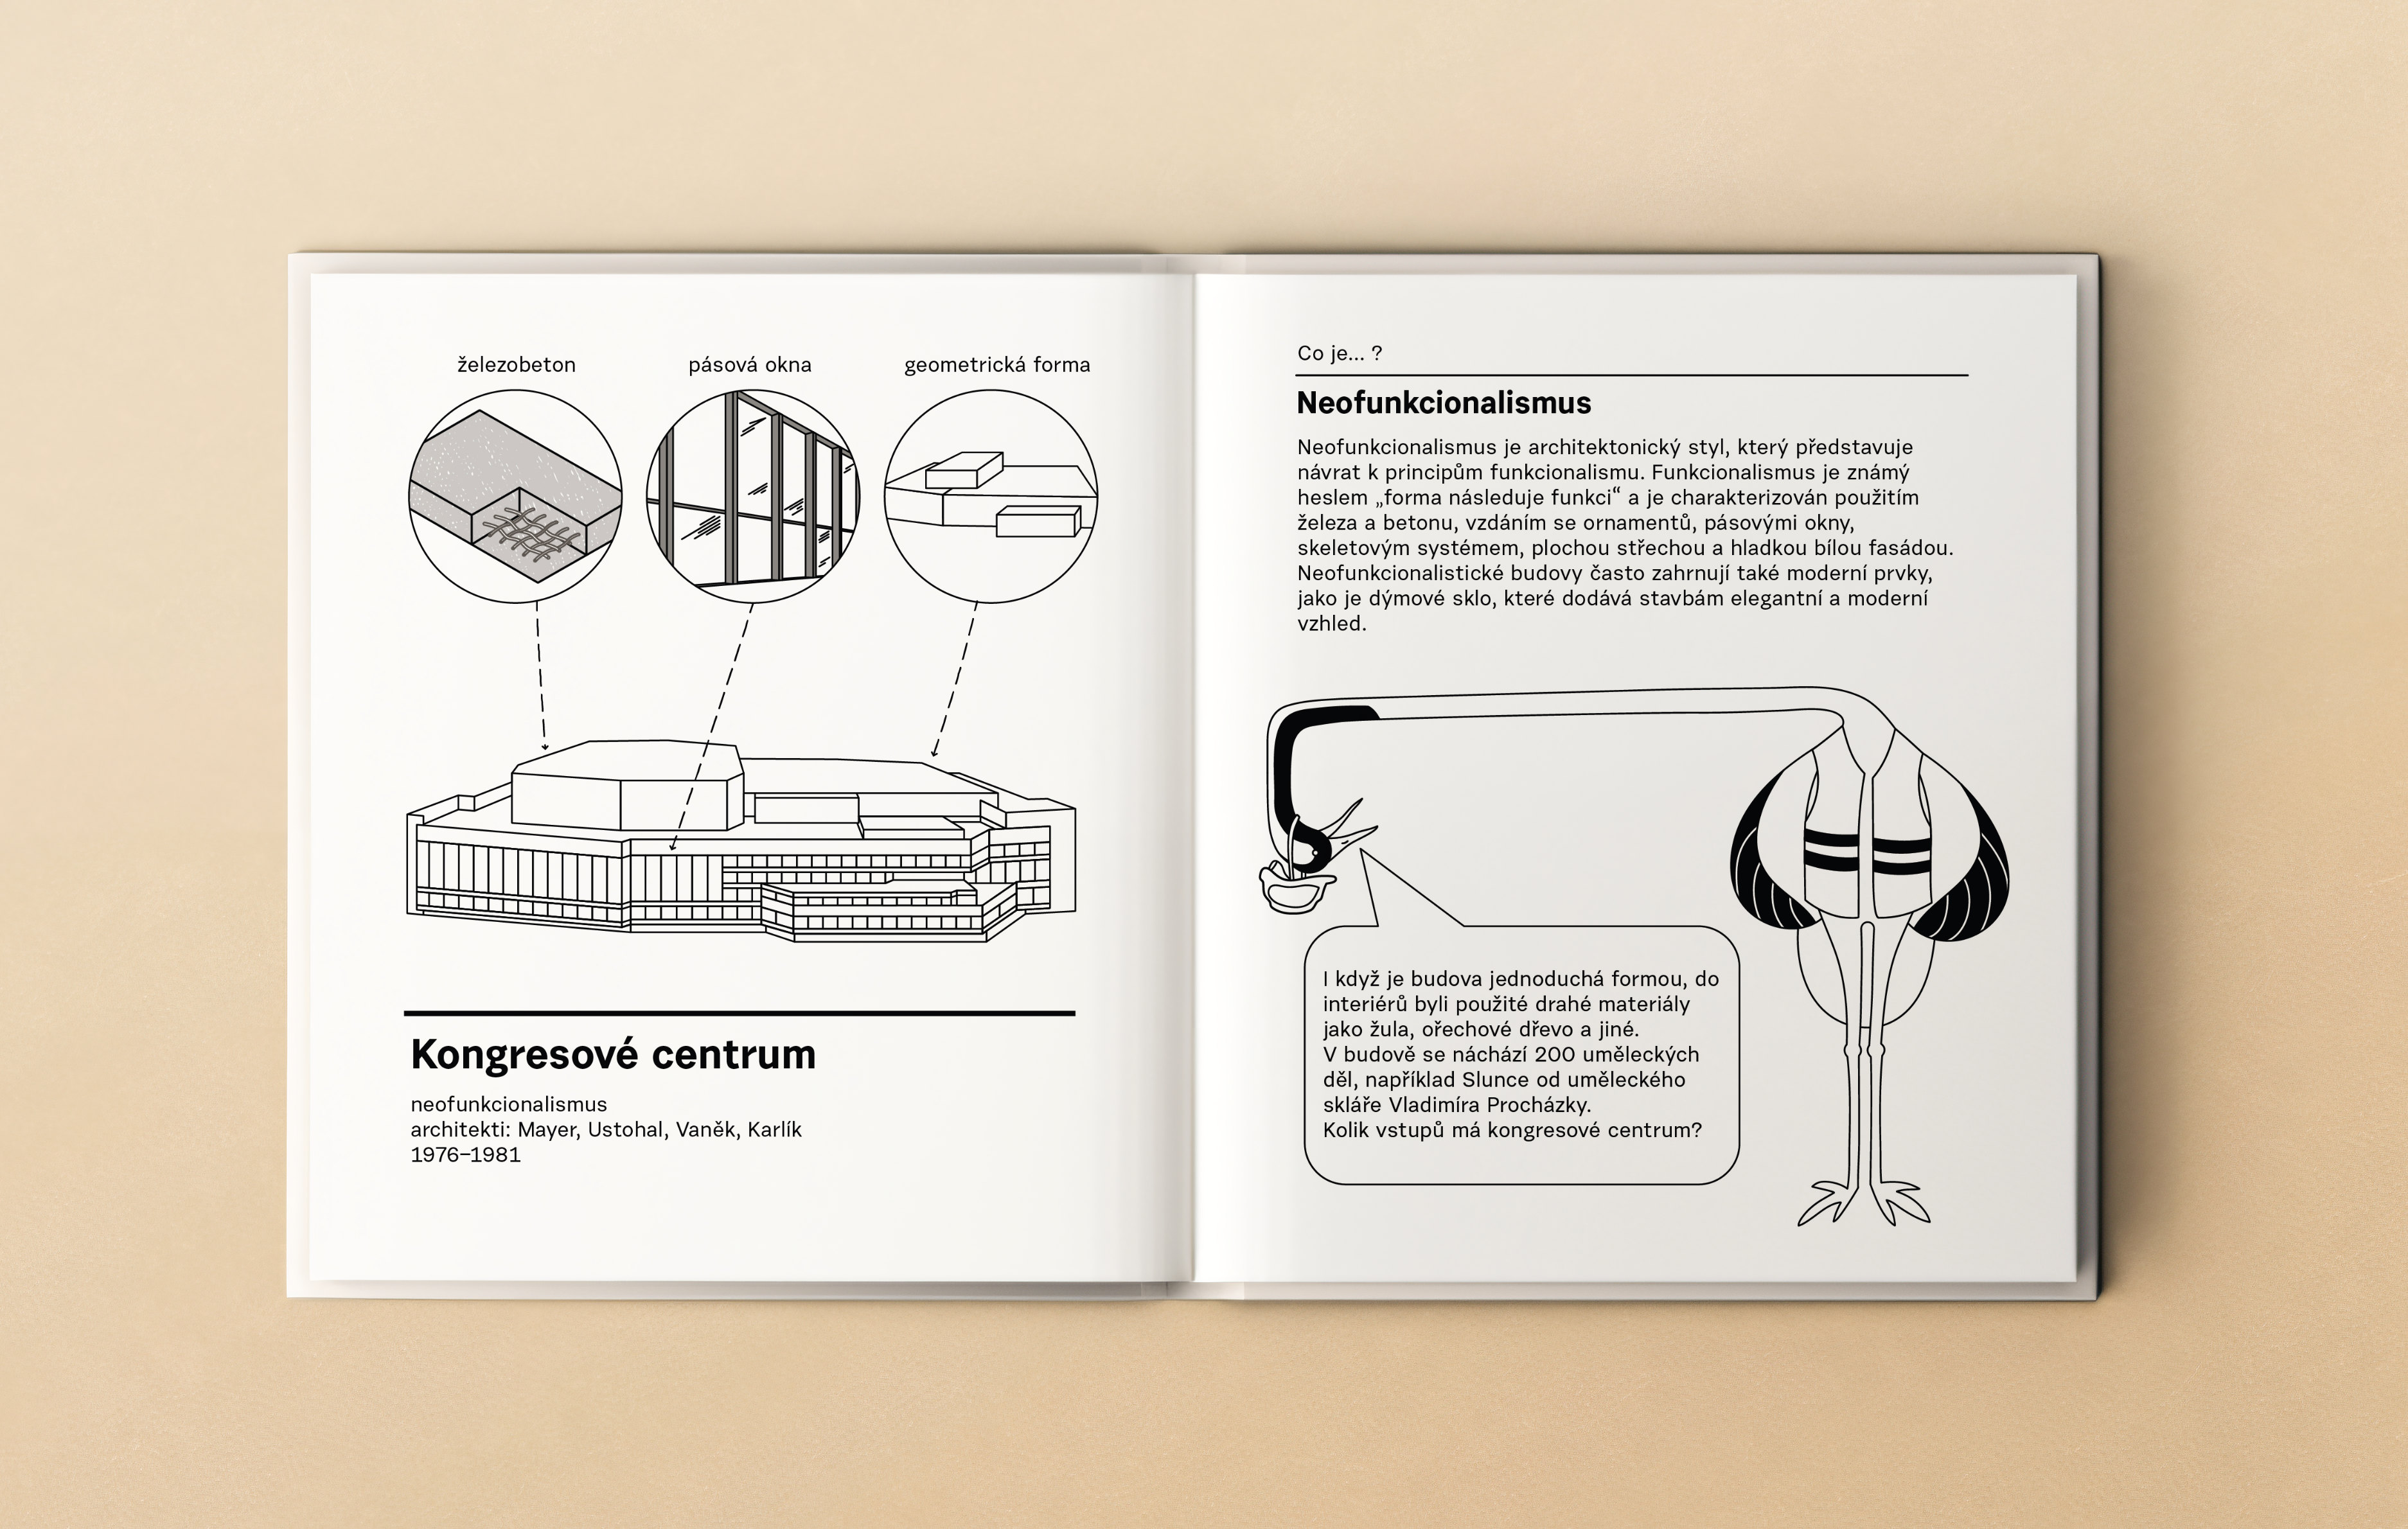 železobeton
pásová okna
geometrická forma
Kongresové centrum
neofunkcionalismus
architekti: Mayer, Ustohal, Vaněk, Karlík
1976–1981
Co je... ?
Neofunkcionalismus
Neofunkcionalismus je architektonický styl, který představuje
návrat k principům funkcionalismu. Funkcionalismus je známý
heslem „forma následuje funkci“ a je charakterizován použitím
železa a betonu, vzdáním se ornamentů, pásovými okny,
skeletovým systémem, plochou střechou a hladkou bílou fasádou.
Neofunkcionalistické budovy často zahrnují také moderní prvky,
jako je dýmové sklo, které dodává stavbám elegantní a moderní
vzhled.
I když je budova jednoduchá formou, do
interiérů byli použité drahé materiály
jako žula, ořechové dřevo a jiné.
V budově se náchází 200 uměleckých
děl, například Slunce od uměleckého
skláře Vladimíra Procházky.
Kolik vstupů má kongresové centrum?